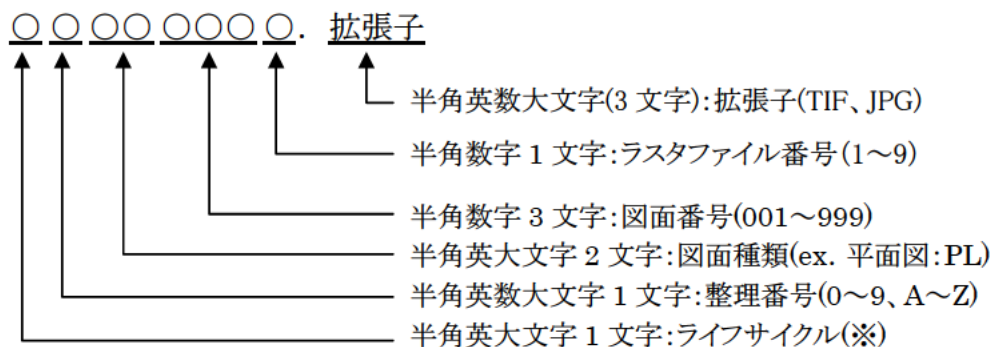 ○ ○ ○○ ○○○ ○. 拡張子
半角英数大文字(3 文字):拡張子(TIF、JPG)
半角数字 1 文字:ラスタファイル番号(1～9)
半角数字 3 文字:図面番号(001～999)
半角英大文字 2 文字:図面種類(ex. 平面図:PL)
半角英数大文字 1 文字:整理番号(0～9、A～Z)
半角英大文字 1 文字:ライフサイクル(※)